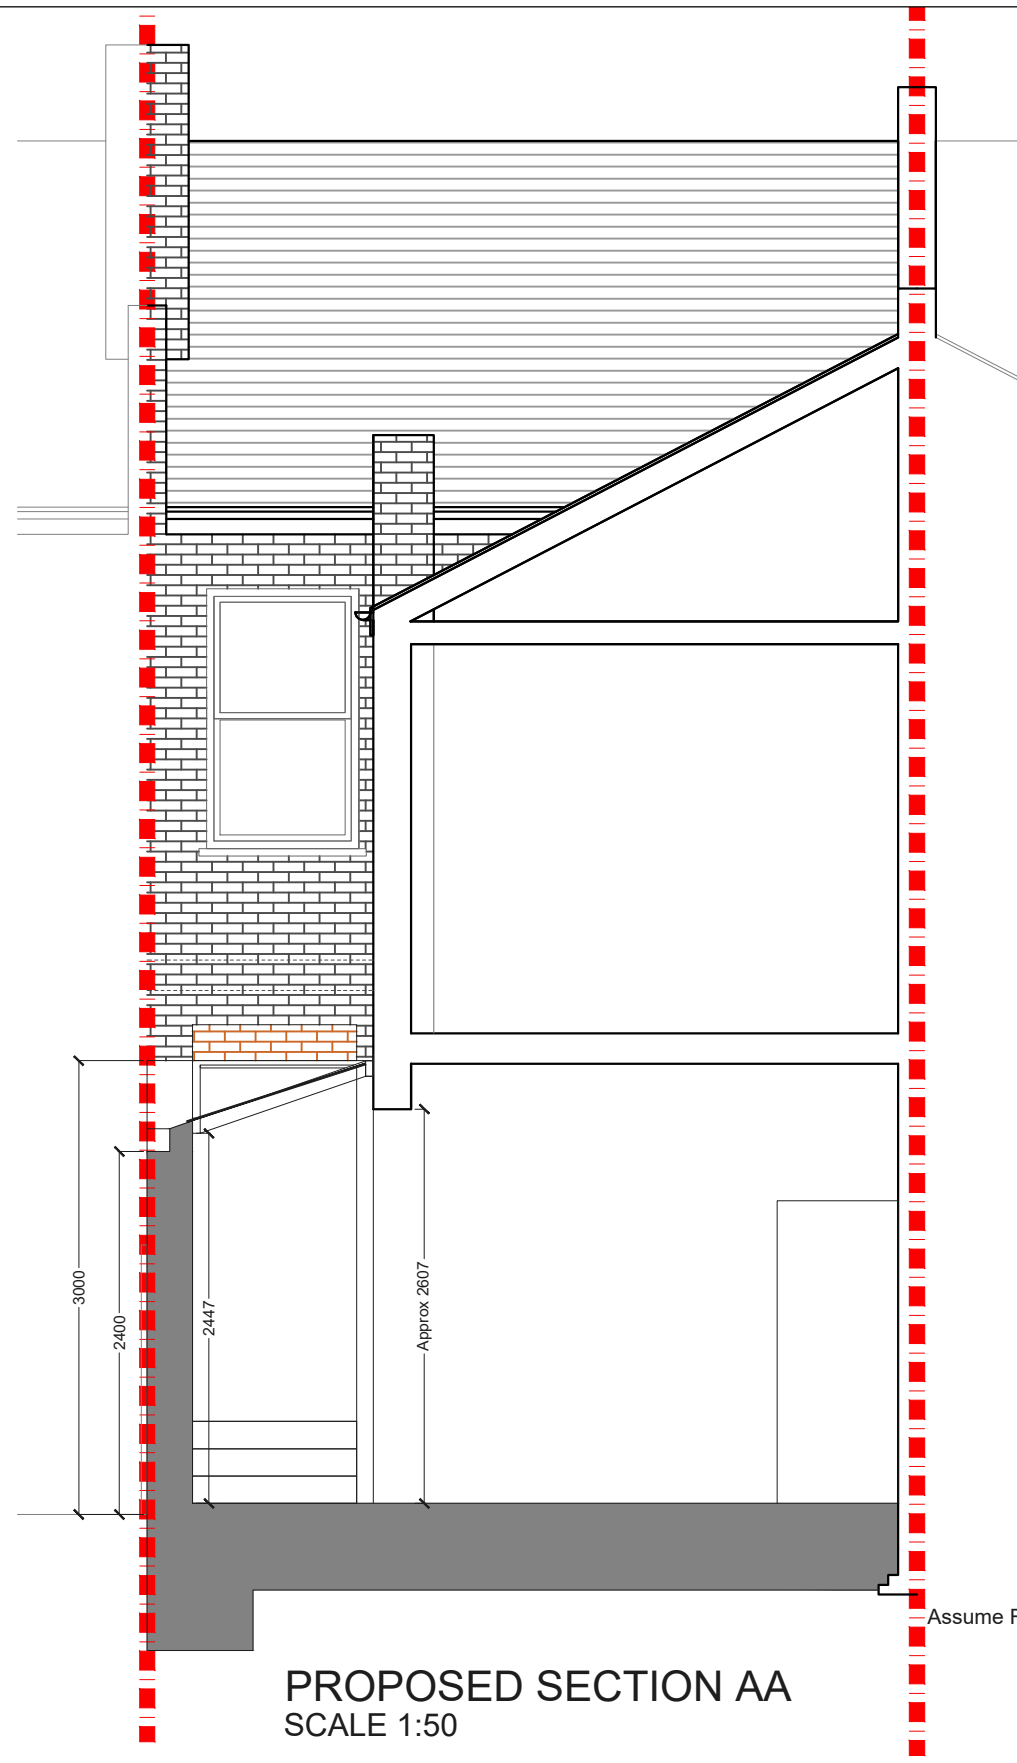 3000
2400
2447
Approx 2607
Assume F
PROPOSED SECTION AA
SCALE 1:50